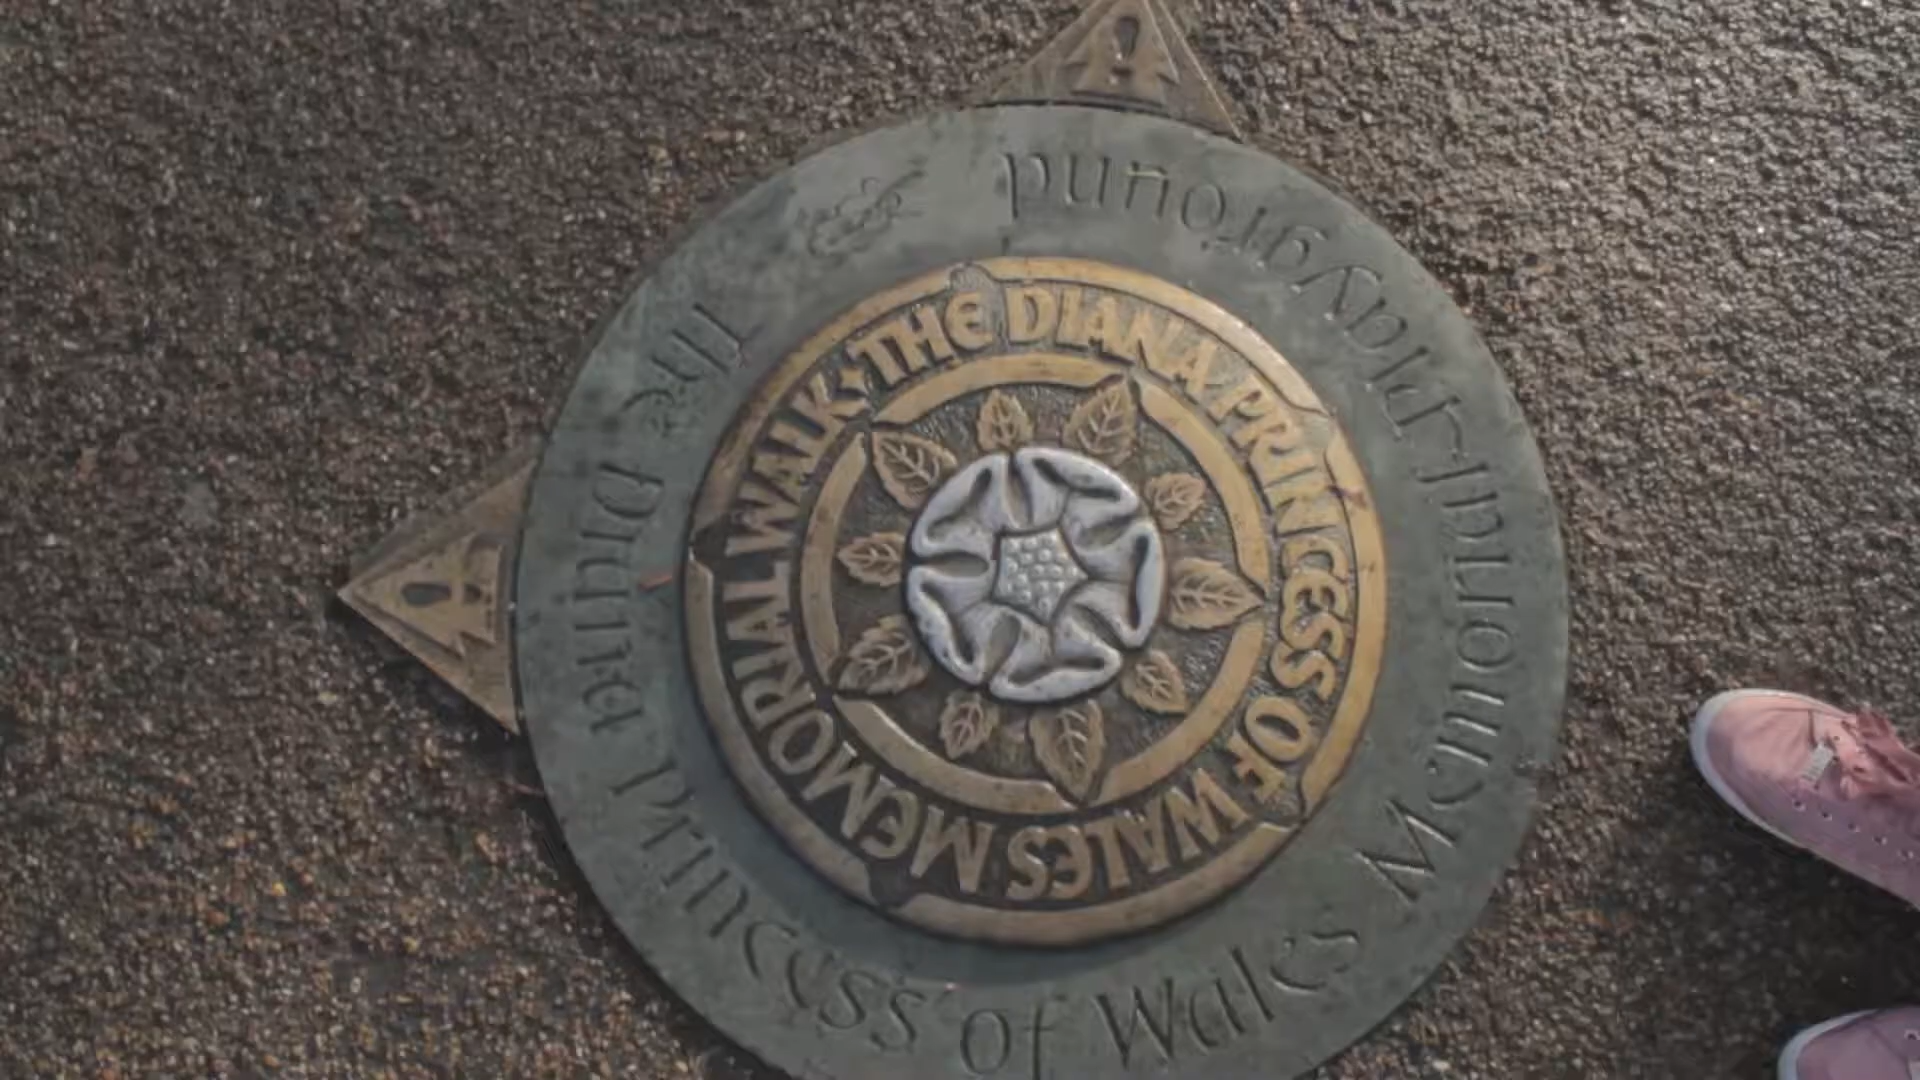 THE DIANA PRINCESS OF WALES MEMORIAL WALK
The Diana Princess of Wales Memorial Playground